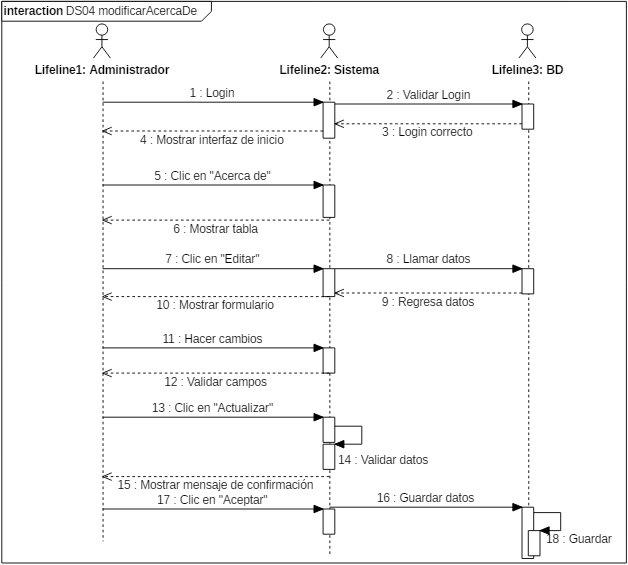 interaction DS04 modificarAcercaDe
Lifeline1: Administrador
Lifeline2: Sistema
Lifeline3: BD
1 : Login
2 : Validar Login
3 : Login correcto
4 : Mostrar interfaz de inicio
5 : Clic en "Acerca de"
6 : Mostrar tabla
7 : Clic en "Editar"
8 : Llamar datos
9 : Regresa datos
10 : Mostrar formulario
11 : Hacer cambios
12 : Validar campos
13 : Clic en "Actualizar"
14 : Validar datos
15 : Mostrar mensaje de confirmación
16 : Guardar datos
17 : Clic en "Aceptar"
18 : Guardar